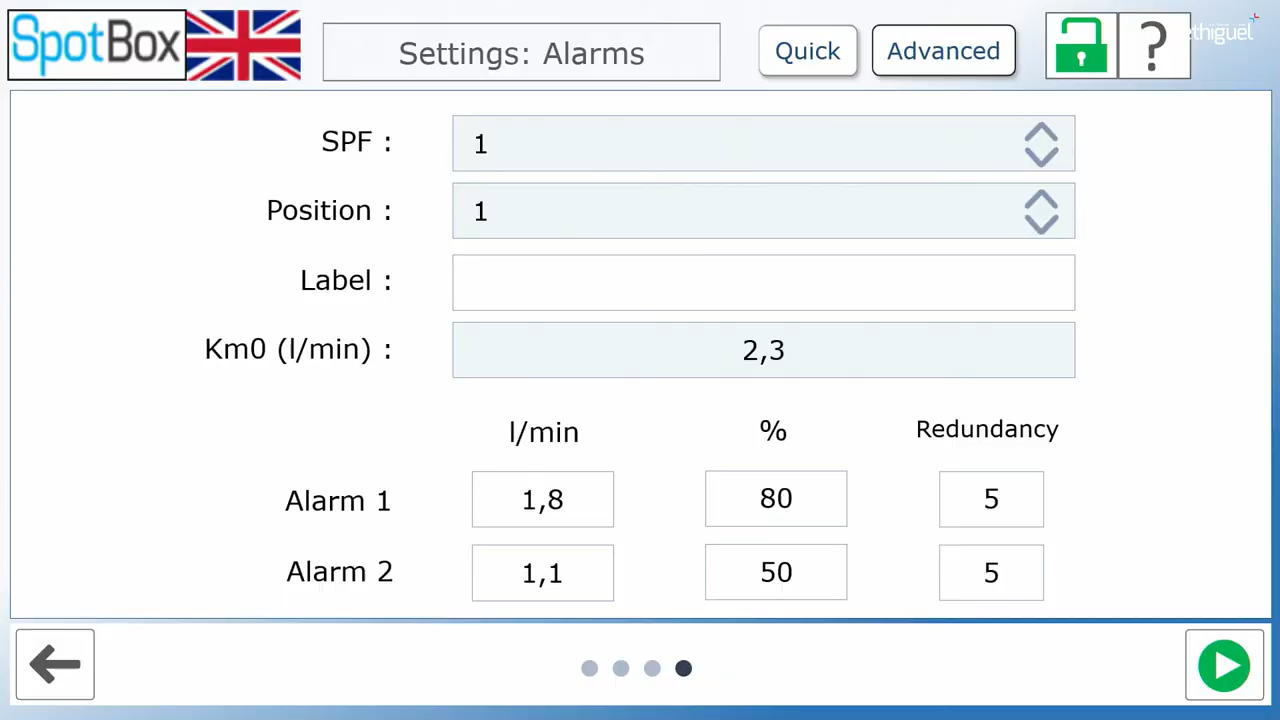 SpotBox
Settings: Alarms
Quick
Advanced
?
ethiguel
SPF : 1
Position : 1
Label :
Km0 (l/min) : 2,3
l/min % Redundancy
Alarm 1 1,8 80 5
Alarm 2 1,1 50 5